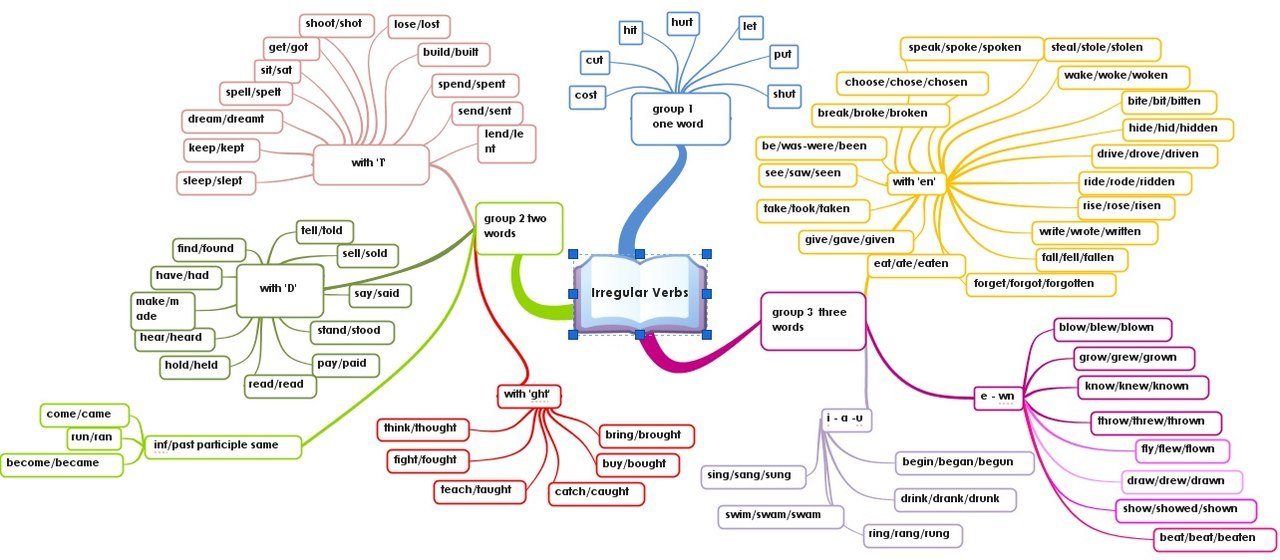 Irregular Verbs
group 1
one word
cost
cut
hit
hurt
let
put
shut
group 2 two
words
with 'T'
shoot/shot
lose/lost
get/got
build/built
sit/sat
spell/spelt
spend/spent
dream/dreamt
send/sent
keep/kept
lend/le
nt
sleep/slept
with 'D'
tell/told
find/found
sell/sold
have/had
say/said
make/m
ade
stand/stood
hear/heard
hold/held
pay/paid
read/read
inf/past participle same
come/came
run/ran
become/became
with 'ght'
think/thought
fight/fought
teach/taught
catch/caught
buy/bought
bring/brought
group 3 three
words
with 'en'
speak/spoke/spoken
steal/stole/stolen
choose/chose/chosen
wake/woke/woken
break/broke/broken
bite/bit/bitten
be/was-were/been
hide/hid/hidden
see/saw/seen
drive/drove/driven
take/took/taken
ride/rode/ridden
give/gave/given
rise/rose/risen
eat/ate/eaten
write/wrote/written
fall/fell/fallen
forget/forgot/forgotten
i - a -u
sing/sang/sung
begin/began/begun
drink/drank/drunk
swim/swam/swam
ring/rang/rung
e - wn
blow/blew/blown
grow/grew/grown
know/knew/known
throw/threw/thrown
fly/flew/flown
draw/drew/drawn
show/showed/shown
beat/beat/beaten